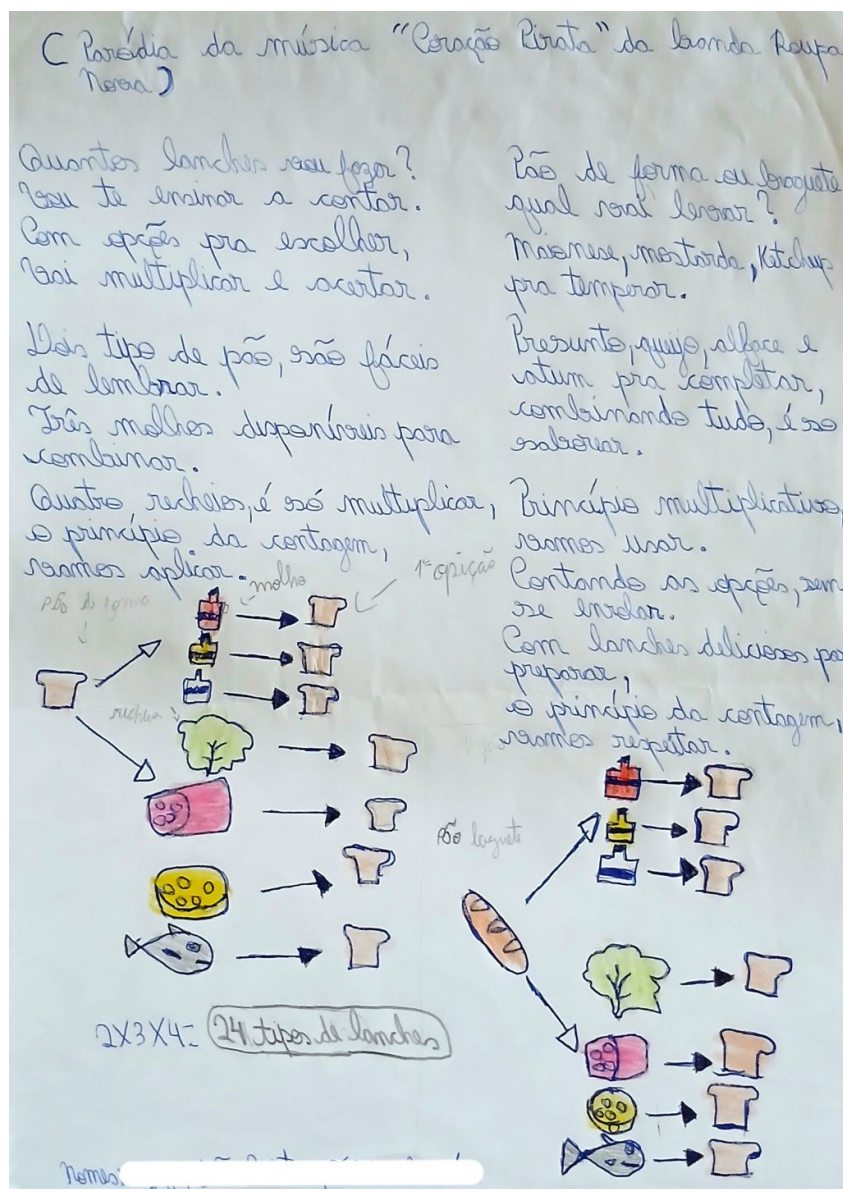 ( Paródia da música "Coração Pirata" da banda Roupa
Nova )
Quantos lanches vou fazer?
Vou te ensinar a contar.
Com opções pra escolher,
Vai multiplicar e acertar.
Dois tipo de pão, são fáceis
de lembrar.
Três molhos disponíveis para
combinar.
Quatro recheios, é só multiplicar,
o princípio da contagem,
vamos aplicar.
Pão de forma ou braguete
qual vai levar?
Maionese, mostarda, Ketchup
pra temperar.
Presunto, queijo, alface e
atum pra completar,
combinando tudo, é só
saborear.
Princípio multiplicativo,
vamos usar.
Contando as opções, sem
se enrolar.
Com lanches deliciosos pa
preparar,
o princípio da contagem,
vamos respeitar.
pão de forma
molho
1ª opição
recheio
2X3X4= 24 tipos de lanches
pão baguete
Nomes: